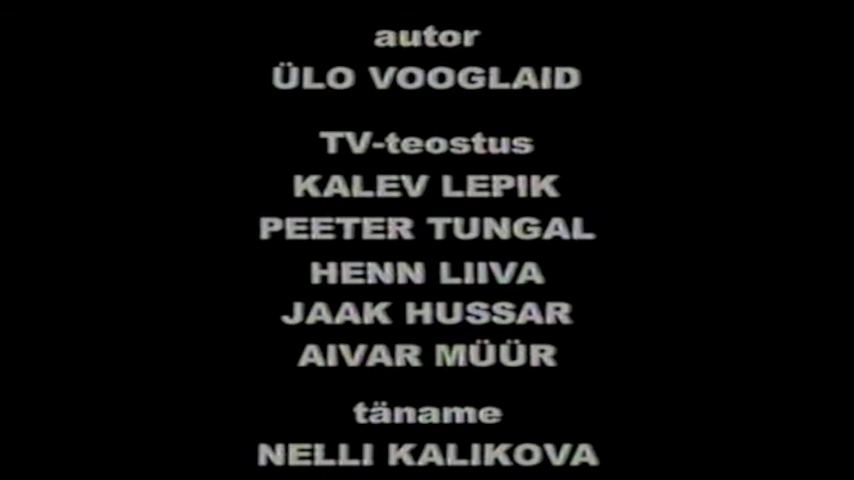 autor
ÜLO VOOGLAID
TV-teostus
KALEV LEPIK
PEETER TUNGAL
HENN LIIVA
JAAK HUSSAR
AIVAR MÜÜR
täname
NELLI KALIKOVA